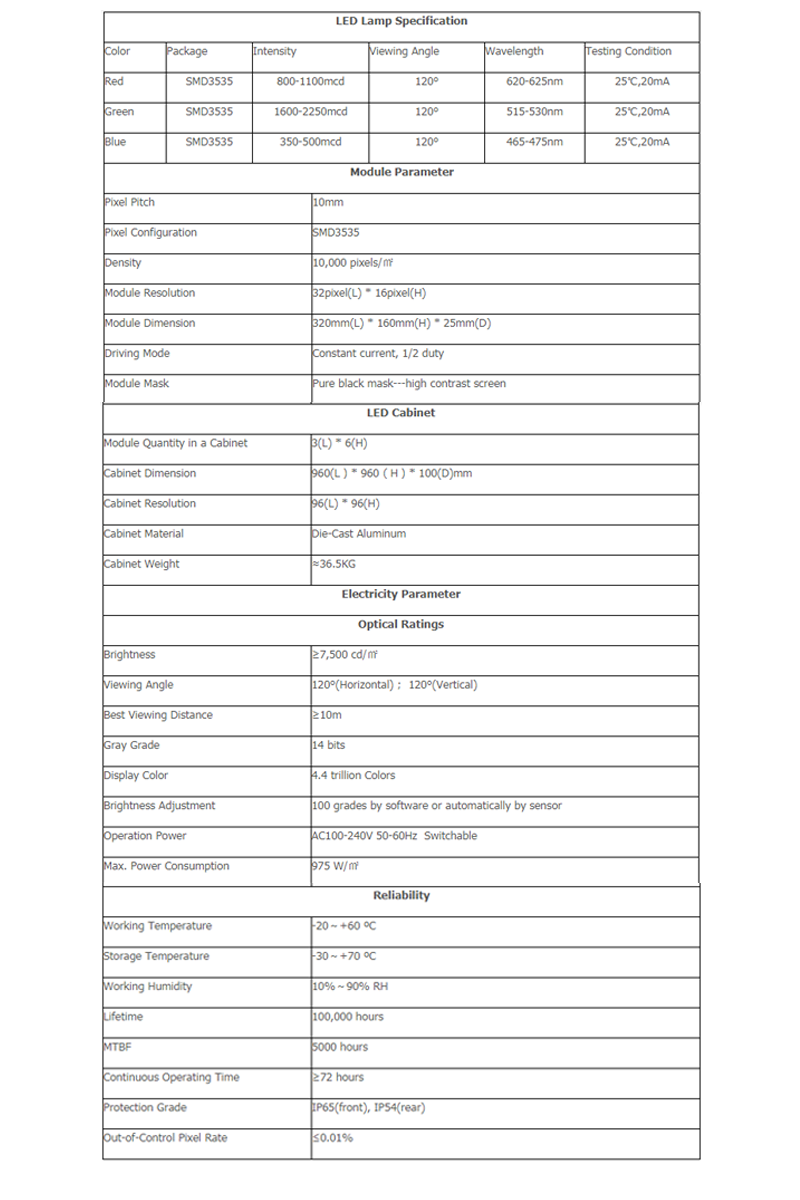 LED Lamp Specification
Color Package Intensity Viewing Angle Wavelength Testing Condition
Red SMD3535 800-1100mcd 120º 620-625nm 25℃,20mA
Green SMD3535 1600-2250mcd 120º 515-530nm 25℃,20mA
Blue SMD3535 350-500mcd 120º 465-475nm 25℃,20mA
Module Parameter
Pixel Pitch 10mm
Pixel Configuration SMD3535
Density 10,000 pixels/㎡
Module Resolution 32pixel(L) * 16pixel(H)
Module Dimension 320mm(L) * 160mm(H) * 25mm(D)
Driving Mode Constant current, 1/2 duty
Module Mask Pure black mask---high contrast screen
LED Cabinet
Module Quantity in a Cabinet 3(L) * 6(H)
Cabinet Dimension 960(L ) * 960 ( H ) * 100(D)mm
Cabinet Resolution 96(L) * 96(H)
Cabinet Material Die-Cast Aluminum
Cabinet Weight ≈36.5KG
Electricity Parameter
Optical Ratings
Brightness ≥7,500 cd/㎡
Viewing Angle 120º(Horizontal) ; 120º(Vertical)
Best Viewing Distance ≥10m
Gray Grade 14 bits
Display Color 4.4 trillion Colors
Brightness Adjustment 100 grades by software or automatically by sensor
Operation Power AC100-240V 50-60Hz Switchable
Max. Power Consumption 975 W/㎡
Reliability
Working Temperature -20～+60 ºC
Storage Temperature -30～+70 ºC
Working Humidity 10%～90% RH
Lifetime 100,000 hours
MTBF 5000 hours
Continuous Operating Time ≥72 hours
Protection Grade IP65(front), IP54(rear)
Out-of-Control Pixel Rate ≤0.01%